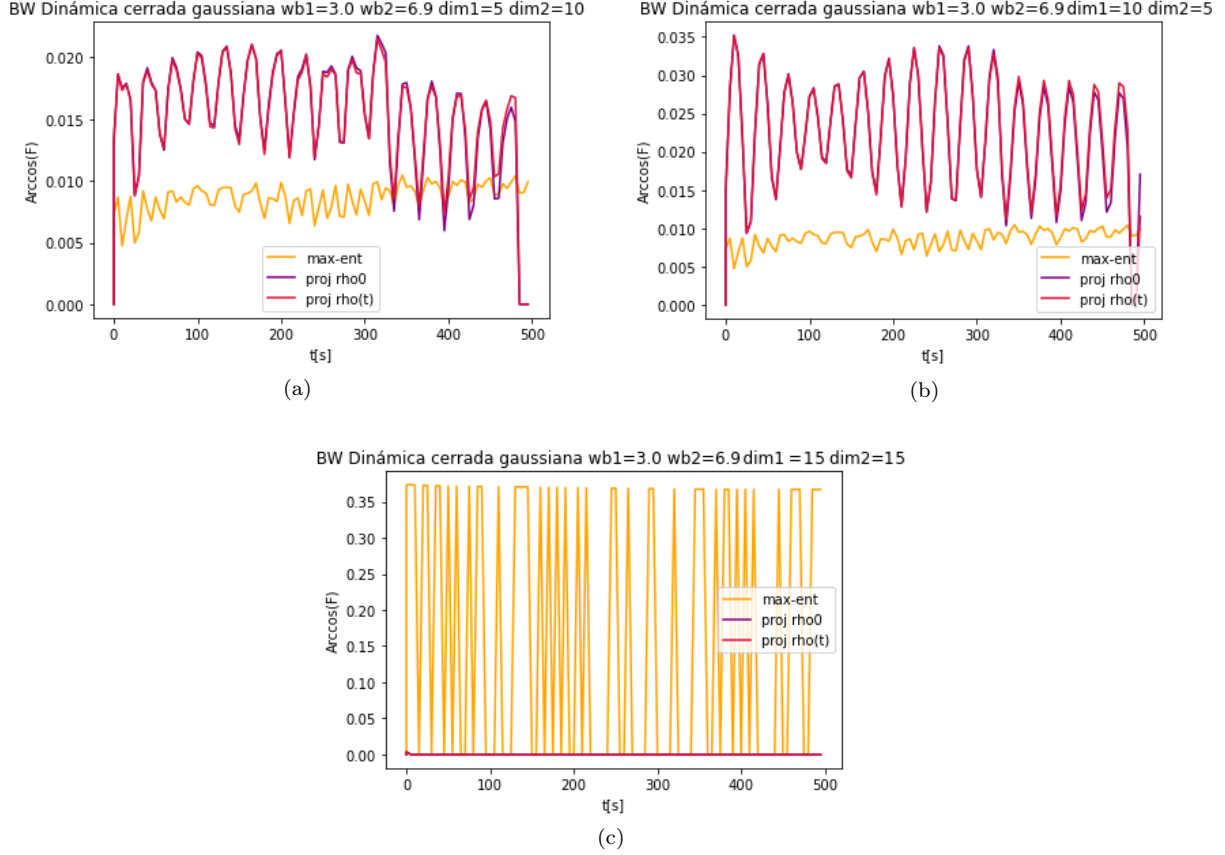 BW Dinámica cerrada gaussiana wb1=3.0 wb2=6.9 dim1=5 dim2=10
Arccos(F)
0.020
0.015
0.010
0.005
0.000
max-ent
proj rho0
proj rho(t)
0 100 200 300 400 500
t[s]
(a)
BW Dinámica cerrada gaussiana wb1=3.0 wb2=6.9 dim1=10 dim2=5
Arccos(F)
0.035
0.030
0.025
0.020
0.015
0.010
0.005
0.000
max-ent
proj rho0
proj rho(t)
0 100 200 300 400 500
t[s]
(b)
BW Dinámica cerrada gaussiana wb1=3.0 wb2=6.9 dim1 =15 dim2=15
Arccos(F)
0.35
0.30
0.25
0.20
0.15
0.10
0.05
0.00
max-ent
proj rho0
proj rho(t)
0 100 200 300 400 500
t[s]
(c)